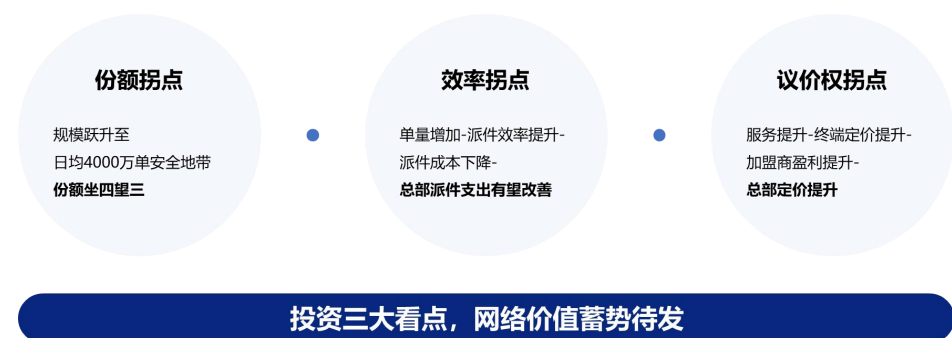 份额拐点
规模跃升至
日均4000万单安全地带
份额坐四望三
效率拐点
单量增加-派件效率提升-
派件成本下降-
总部派件支出有望改善
议价权拐点
服务提升-终端定价提升-
加盟商盈利提升-
总部定价提升
投资三大看点，网络价值蓄势待发